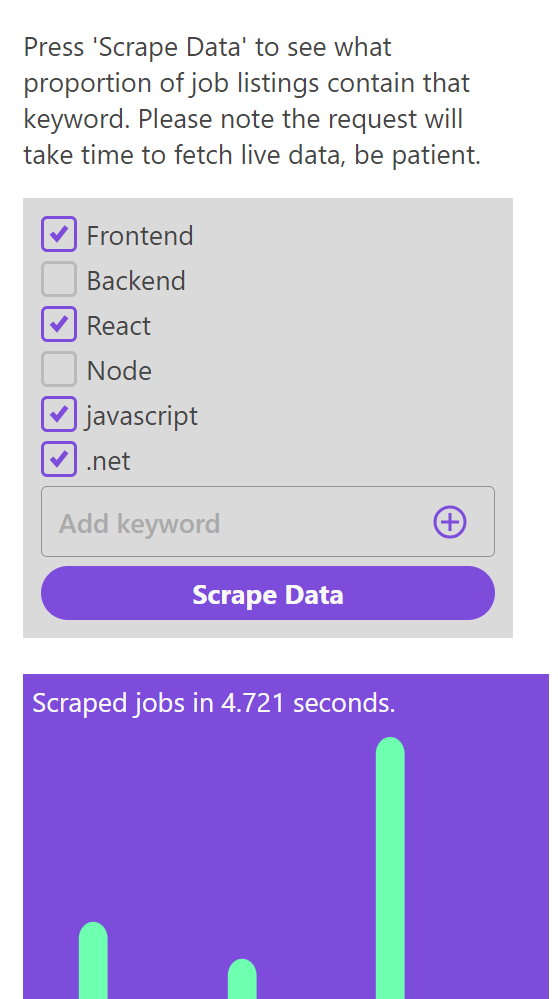 Press 'Scrape Data' to see what
proportion of job listings contain that
keyword. Please note the request will
take time to fetch live data, be patient.
Frontend
Backend
React
Node
javascript
.net
Add keyword
Scrape Data
Scraped jobs in 4.721 seconds.